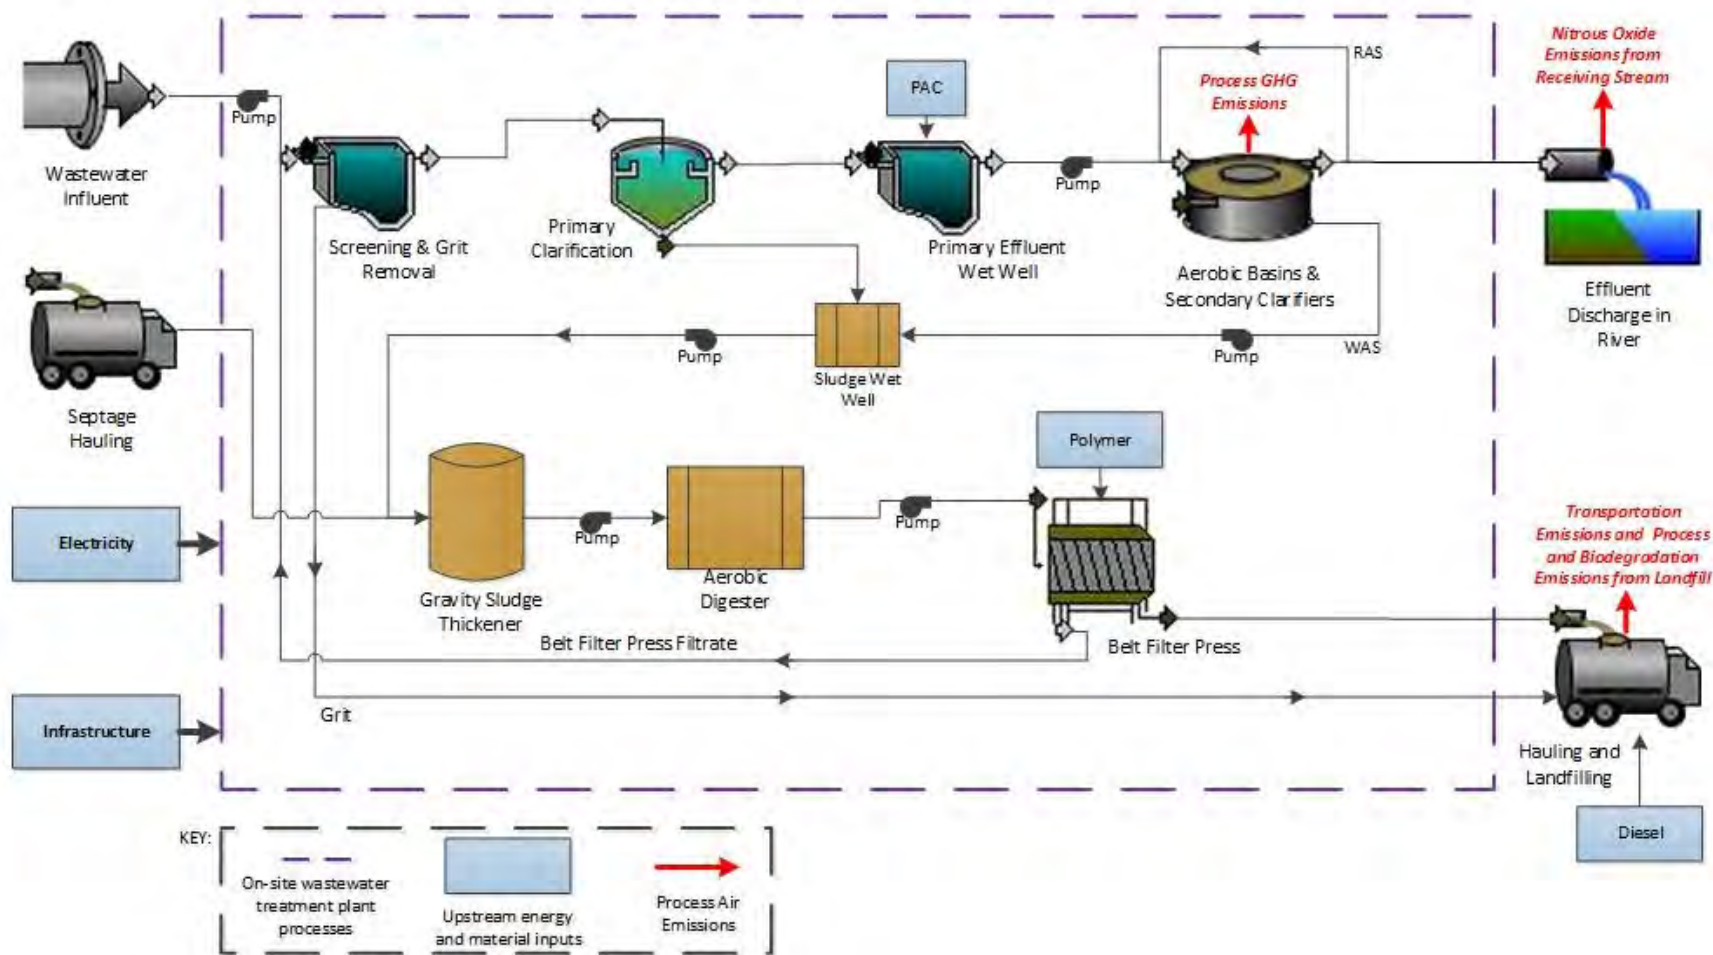 Wastewater
Influent
Pump
Screening & Grit
Removal
Primary
Clarification
PAC
Primary Effluent
Wet Well
Pump
Process GHG
Emissions
RAS
Aerobic Basins &
Secondary Clarifiers
Nitrous Oxide
Emissions from
Receiving Stream
Effluent
Discharge in
River
Septage
Hauling
Pump
Sludge Wet
Well
Pump
WAS
Electricity
Gravity Sludge
Thickener
Pump
Aerobic
Digester
Pump
Polymer
Belt Filter Press
Belt Filter Press Filtrate
Transportation
Emissions and Process
and Biodegradation
Emissions from Landfill
Infrastructure
Grit
Hauling and
Landfilling
Diesel
KEY:
On-site wastewater
treatment plant
processes
Upstream energy
and material inputs
Process Air
Emissions